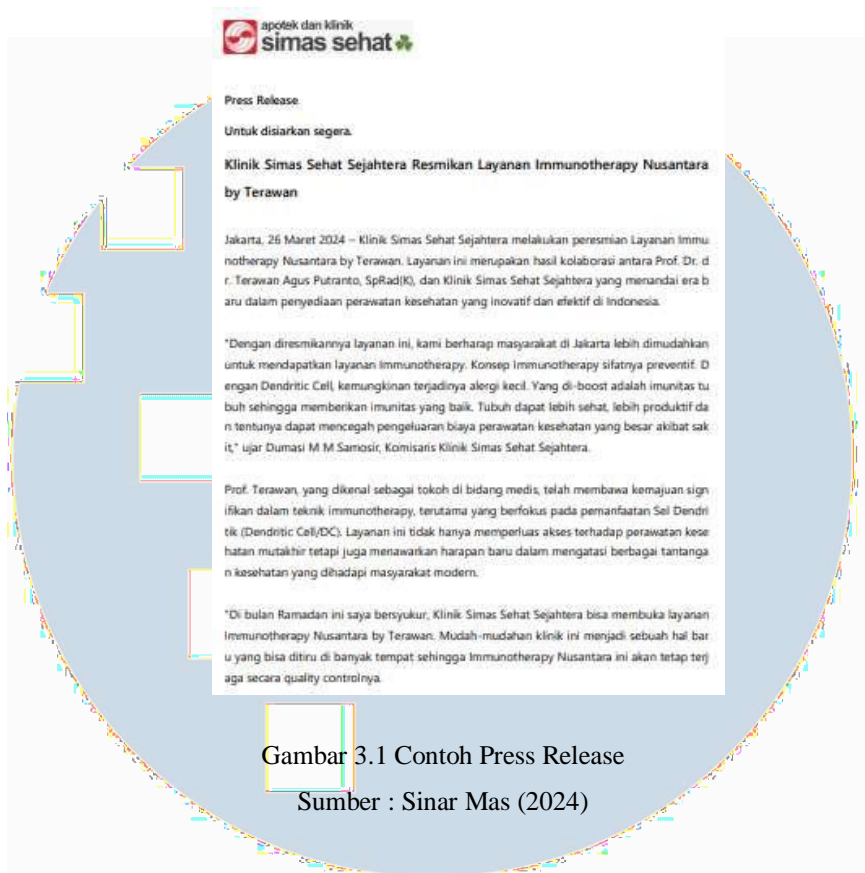 apotek dan klinik
simas sehat
Press Release
Untuk disiarkan segera.
Klinik Simas Sehat Sejahtera Resmikan Layanan Immunotherapy Nusantara
by Terawan
Jakarta, 26 Maret 2024 – Klinik Simas Sehat Sejahtera melakukan peresmian Layanan Immu
notherapy Nusantara by Terawan. Layanan ini merupakan hasil kolaborasi antara Prof. Dr. d
r. Terawan Agus Putranto, SpRad(K), dan Klinik Simas Sehat Sejahtera yang menandai era b
aru dalam penyediaan perawatan kesehatan yang inovatif dan efektif di Indonesia.
"Dengan diresmikannya layanan ini, kami berharap masyarakat di Jakarta lebih dimudahkan
untuk mendapatkan layanan Immunotherapy. Konsep Immunotherapy sifatnya preventif. D
engan Dendritic Cell, kemungkinan terjadinya alergi kecil. Yang di-boost adalah imunitas tu
buh sehingga memberikan imunitas yang baik. Tubuh dapat lebih sehat, lebih produktif da
n tentunya dapat mencegah pengeluaran biaya perawatan kesehatan yang besar akibat sak
it," ujar Dumasi M M Samosir, Komisaris Klinik Simas Sehat Sejahtera.
Prof. Terawan, yang dikenal sebagai tokoh di bidang medis, telah membawa kemajuan sign
ifikan dalam teknik immunotherapy, terutama yang berfokus pada pemanfaatan Sel Dendri
tik (Dendritic Cell/DC). Layanan ini tidak hanya memperluas akses terhadap perawatan kese
hatan mutakhir tetapi juga menawarkan harapan baru dalam mengatasi berbagai tantanga
n kesehatan yang dihadapi masyarakat modern.
"Di bulan Ramadan ini saya bersyukur, Klinik Simas Sehat Sejahtera bisa membuka layanan
Immunotherapy Nusantara by Terawan. Mudah-mudahan klinik ini menjadi sebuah hal bar
u yang bisa ditiru di banyak tempat sehingga Immunotherapy Nusantara ini akan tetap terj
aga secara quality controlnya.
Gambar 3.1 Contoh Press Release
Sumber : Sinar Mas (2024)